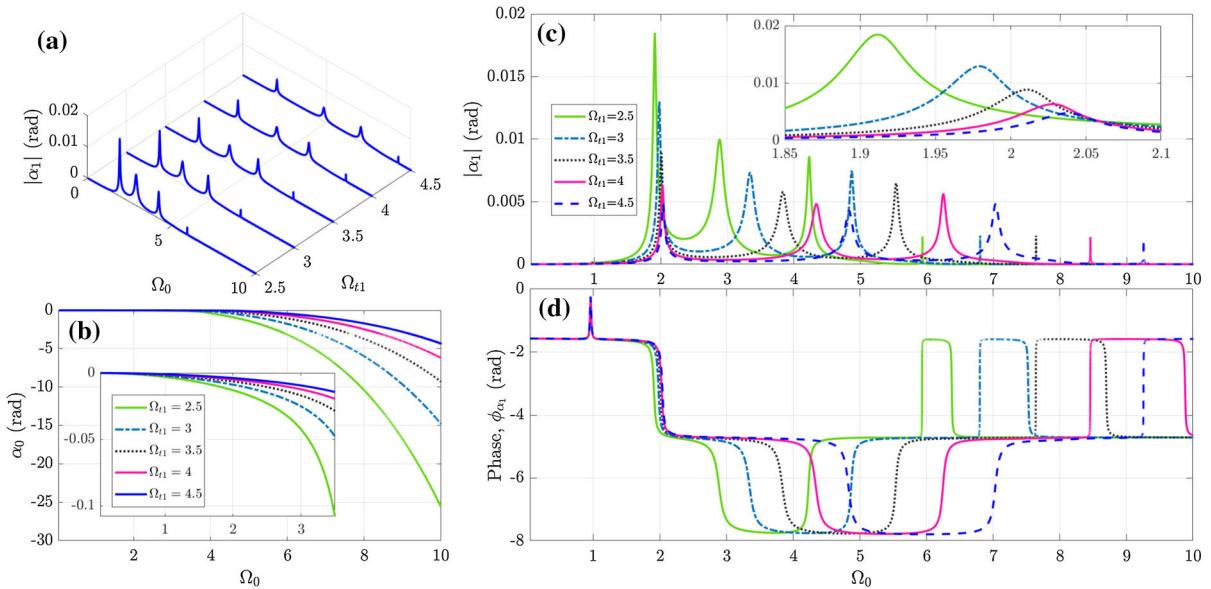 (a)
0.02
0.01
0
|α₁| (rad)
0
5
10
Ω₀
2.5
3
3.5
4
4.5
Ωt1
(b)
0
-5
-10
-15
-20
-25
-30
α₀ (rad)
0
-0.05
-0.1
Ωt1 = 2.5
Ωt1 = 3
Ωt1 = 3.5
Ωt1 = 4
Ωt1 = 4.5
1 2 3
2 4 6 8 10
Ω₀
(c)
0.02
0.015
0.01
0.005
0
|α₁| (rad)
Ωt1=2.5
Ωt1=3
Ωt1=3.5
Ωt1=4
Ωt1=4.5
0.02
0.01
0
1.85 1.9 1.95 2 2.05 2.1
1 2 3 4 5 6 7 8 9 10
(d)
0
-2
-4
-6
-8
Phase, ϕα₁ (rad)
1 2 3 4 5 6 7 8 9 10
Ω₀